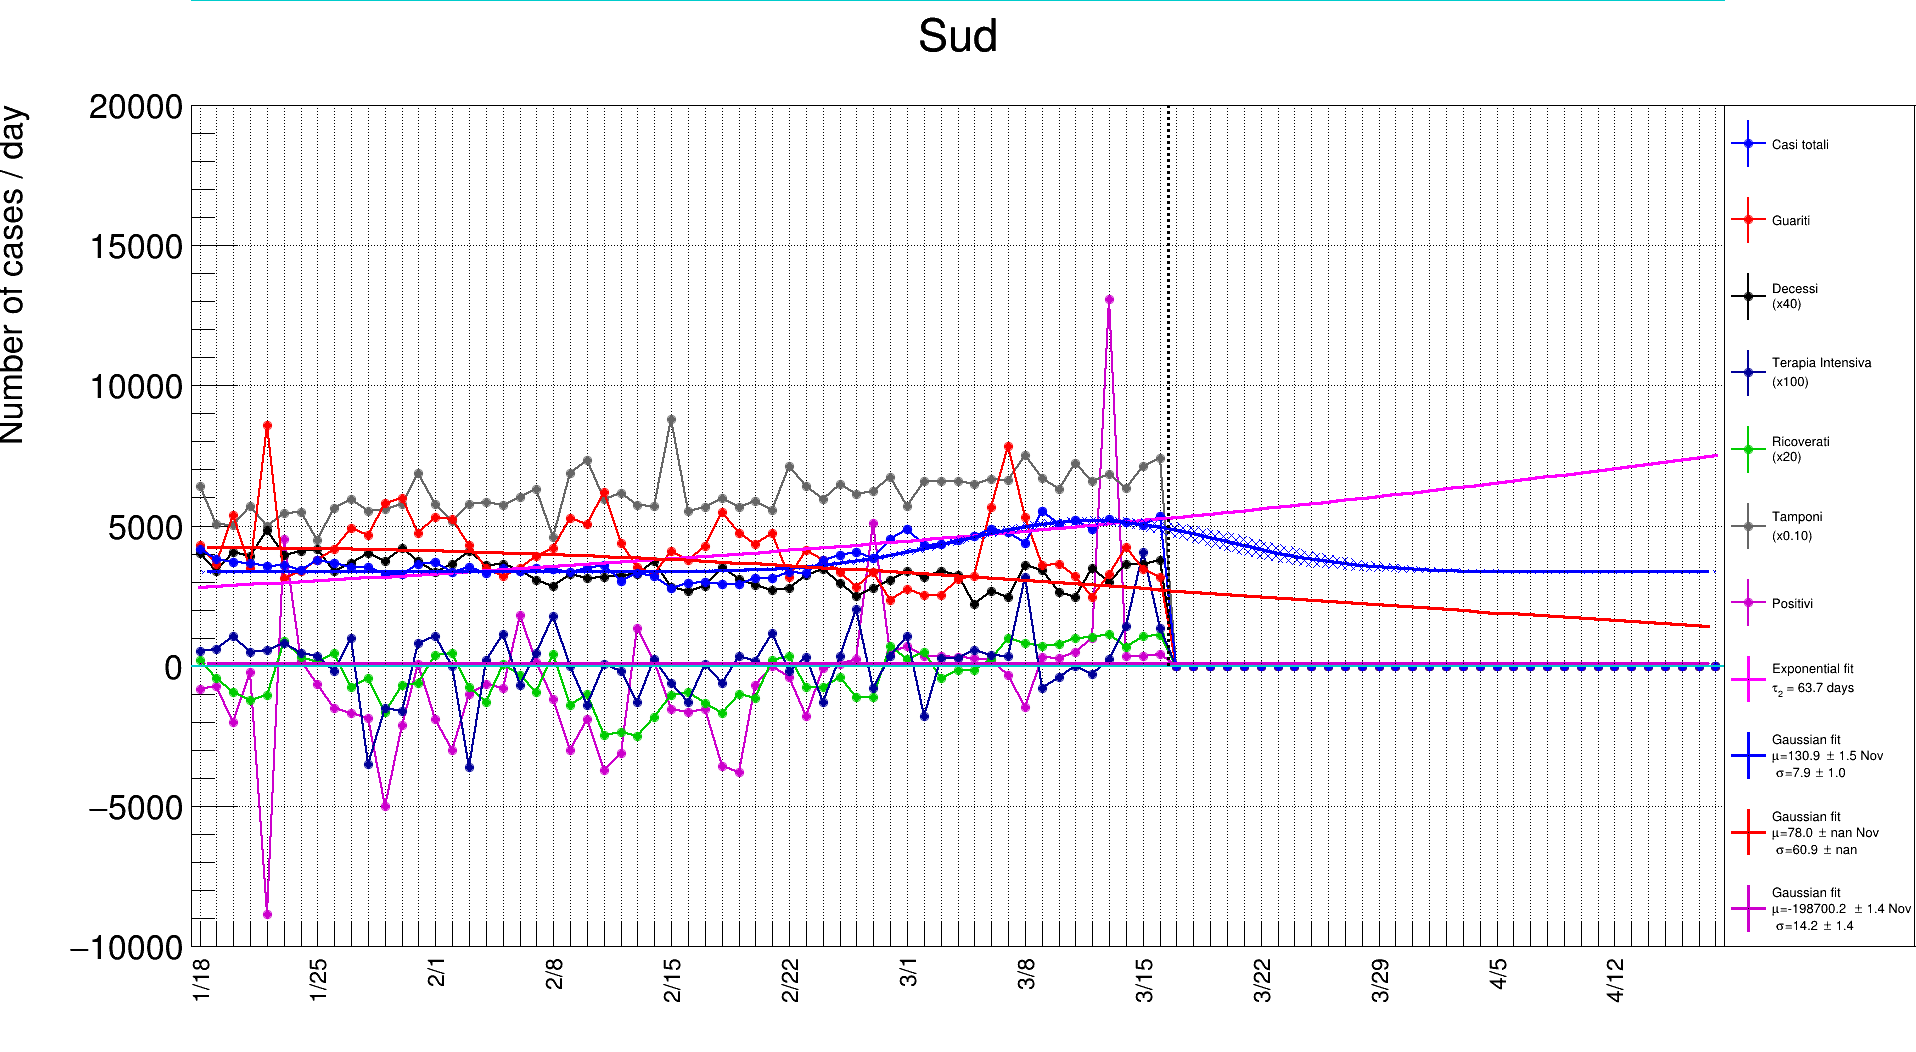 Sud
Number of cases / day
20000
15000
10000
5000
0
−5000
−10000
1/18
1/25
2/1
2/8
2/15
2/22
3/1
3/8
3/15
3/22
3/29
4/5
4/12
Casi totali
Guariti
Decessi
(x40)
Terapia Intensiva
(x100)
Ricoverati
(x20)
Tamponi
(x0.10)
Positivi
Exponential fit
τ2 = 63.7 days
Gaussian fit
μ=130.9 ± 1.5 Nov
σ=7.9 ± 1.0
Gaussian fit
μ=78.0 ± nan Nov
σ=60.9 ± nan
Gaussian fit
μ=-198700.2 ± 1.4 Nov
σ=14.2 ± 1.4